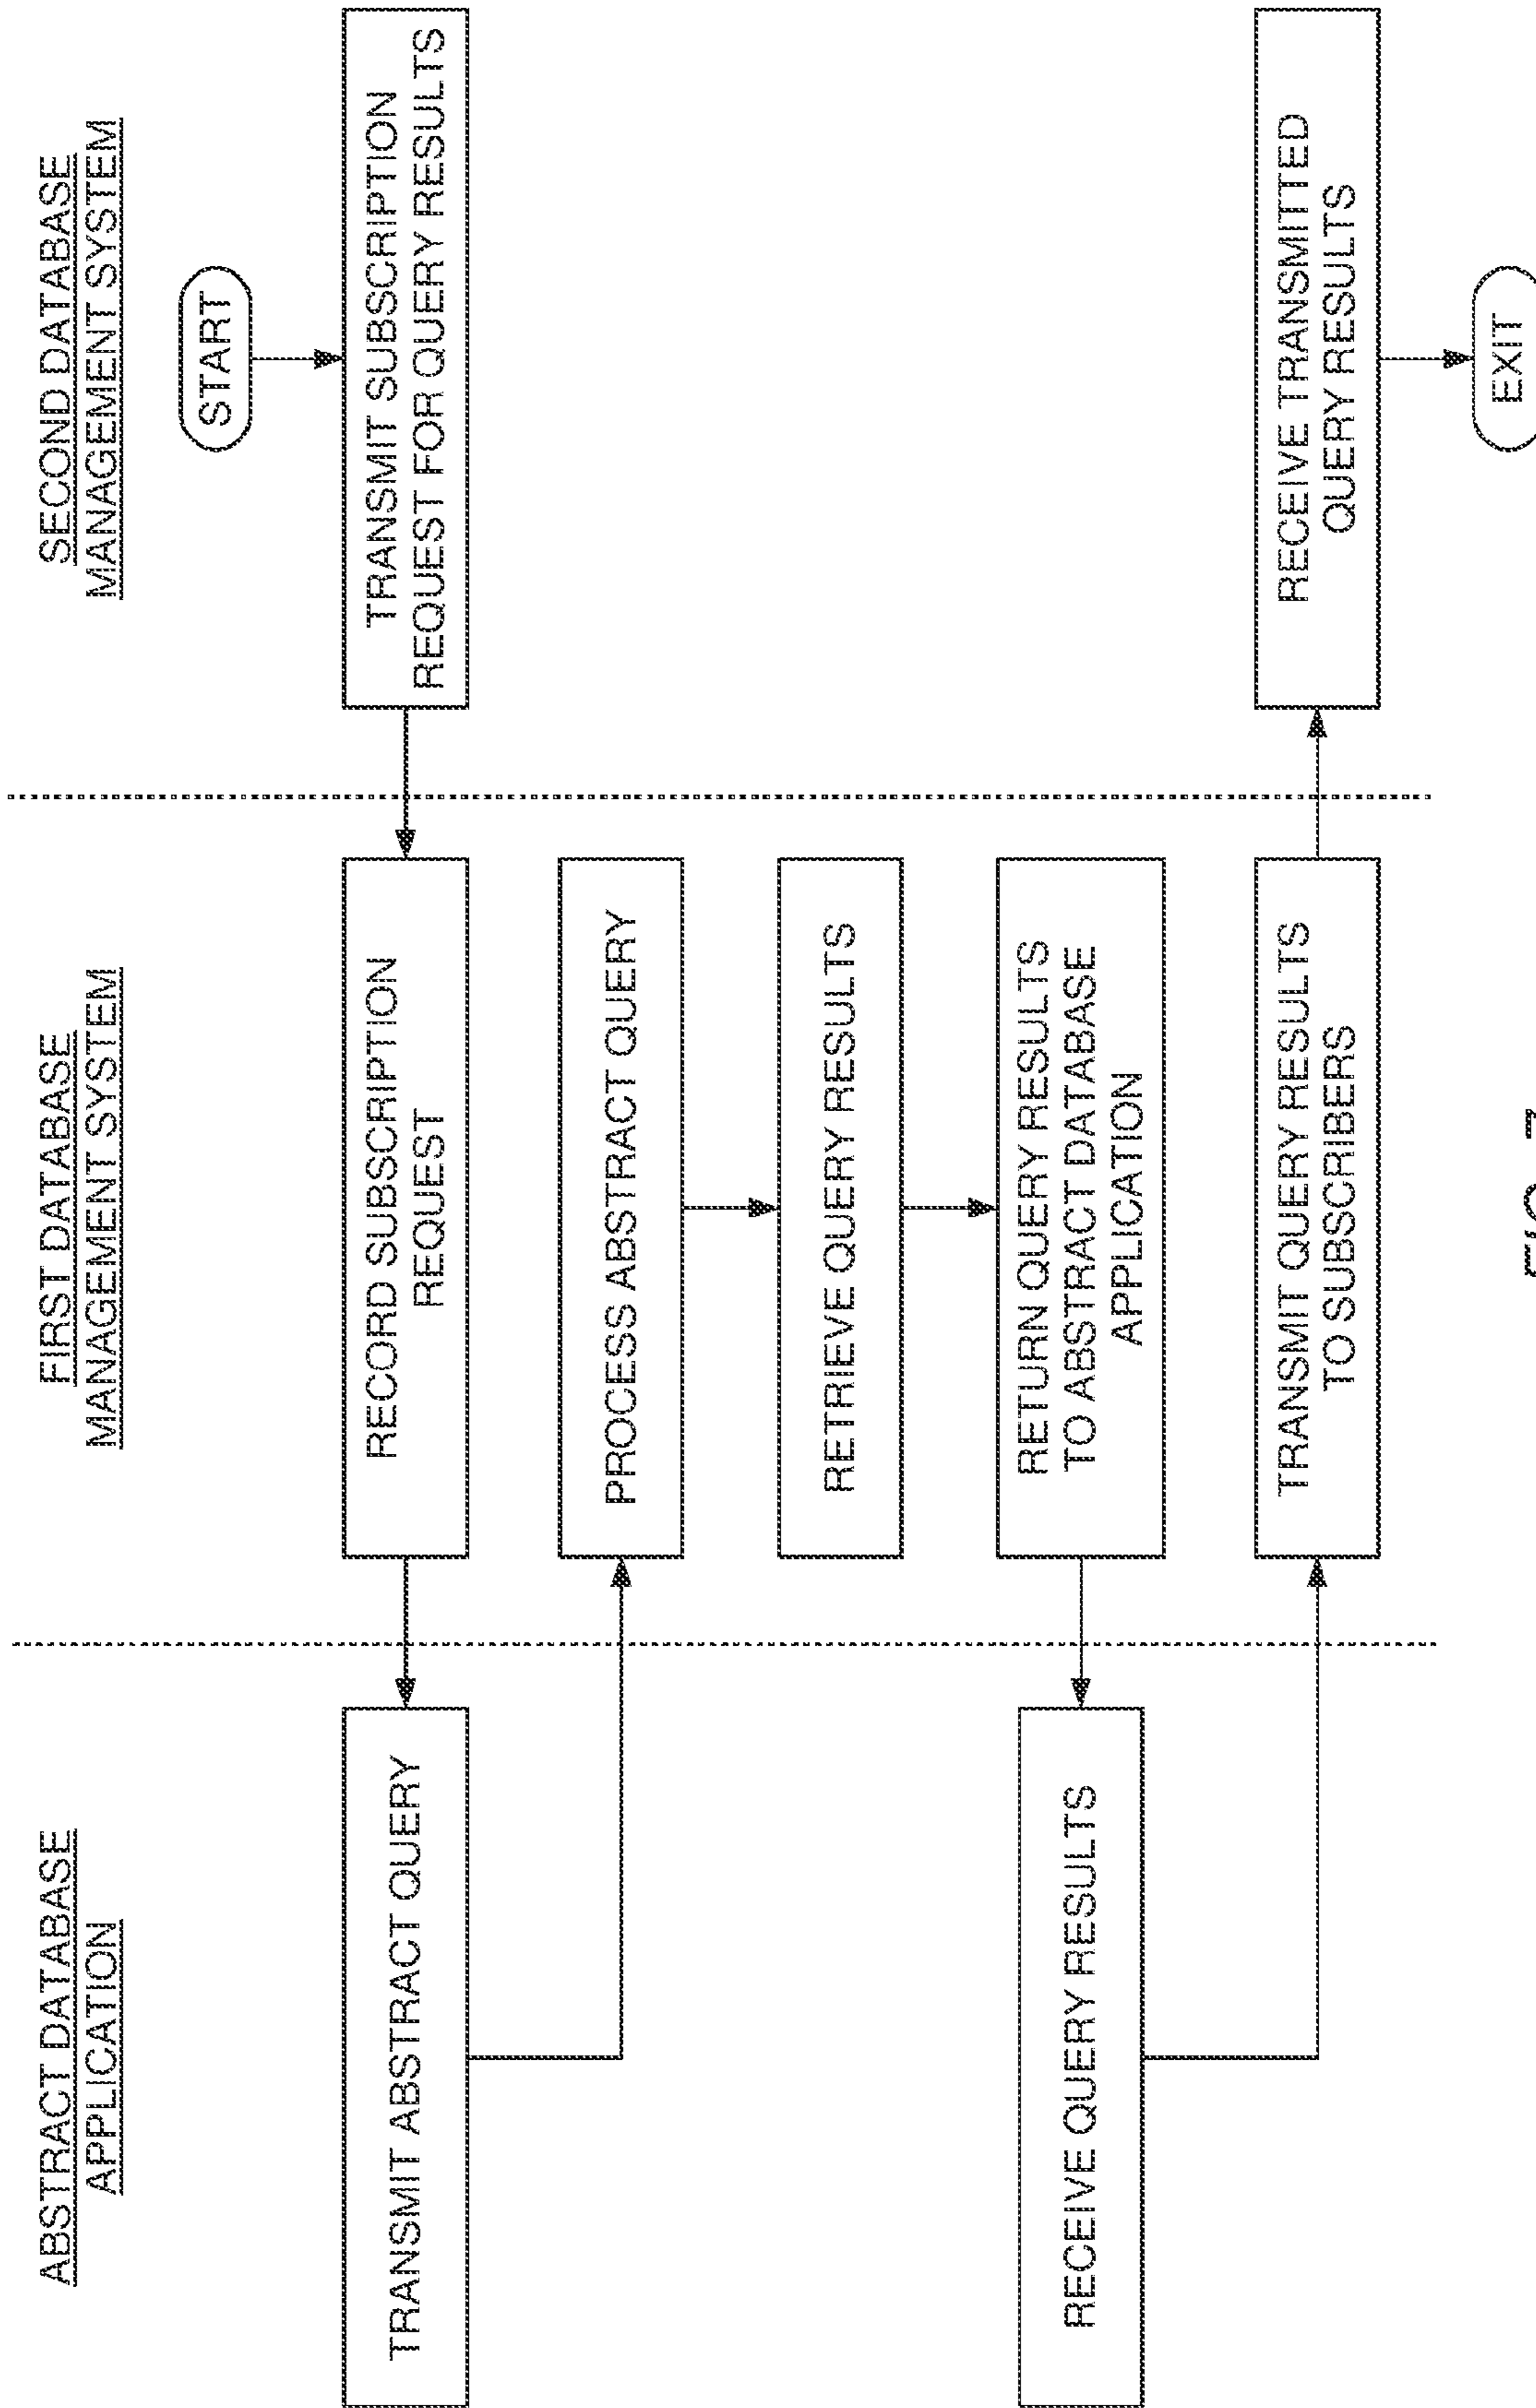 ABSTRACT DATABASE
APPLICATION
FIRST DATABASE
MANAGEMENT SYSTEM
SECOND DATABASE
MANAGEMENT SYSTEM
START
TRANSMIT ABSTRACT QUERY
RECORD SUBSCRIPTION
REQUEST
TRANSMIT SUBSCRIPTION
REQUEST FOR QUERY RESULTS
PROCESS ABSTRACT QUERY
RETRIEVE QUERY RESULTS
RECEIVE QUERY RESULTS
RETURN QUERY RESULTS
TO ABSTRACT DATABASE
APPLICATION
TRANSMIT QUERY RESULTS
TO SUBSCRIBERS
RECEIVE TRANSMITTED
QUERY RESULTS
EXIT